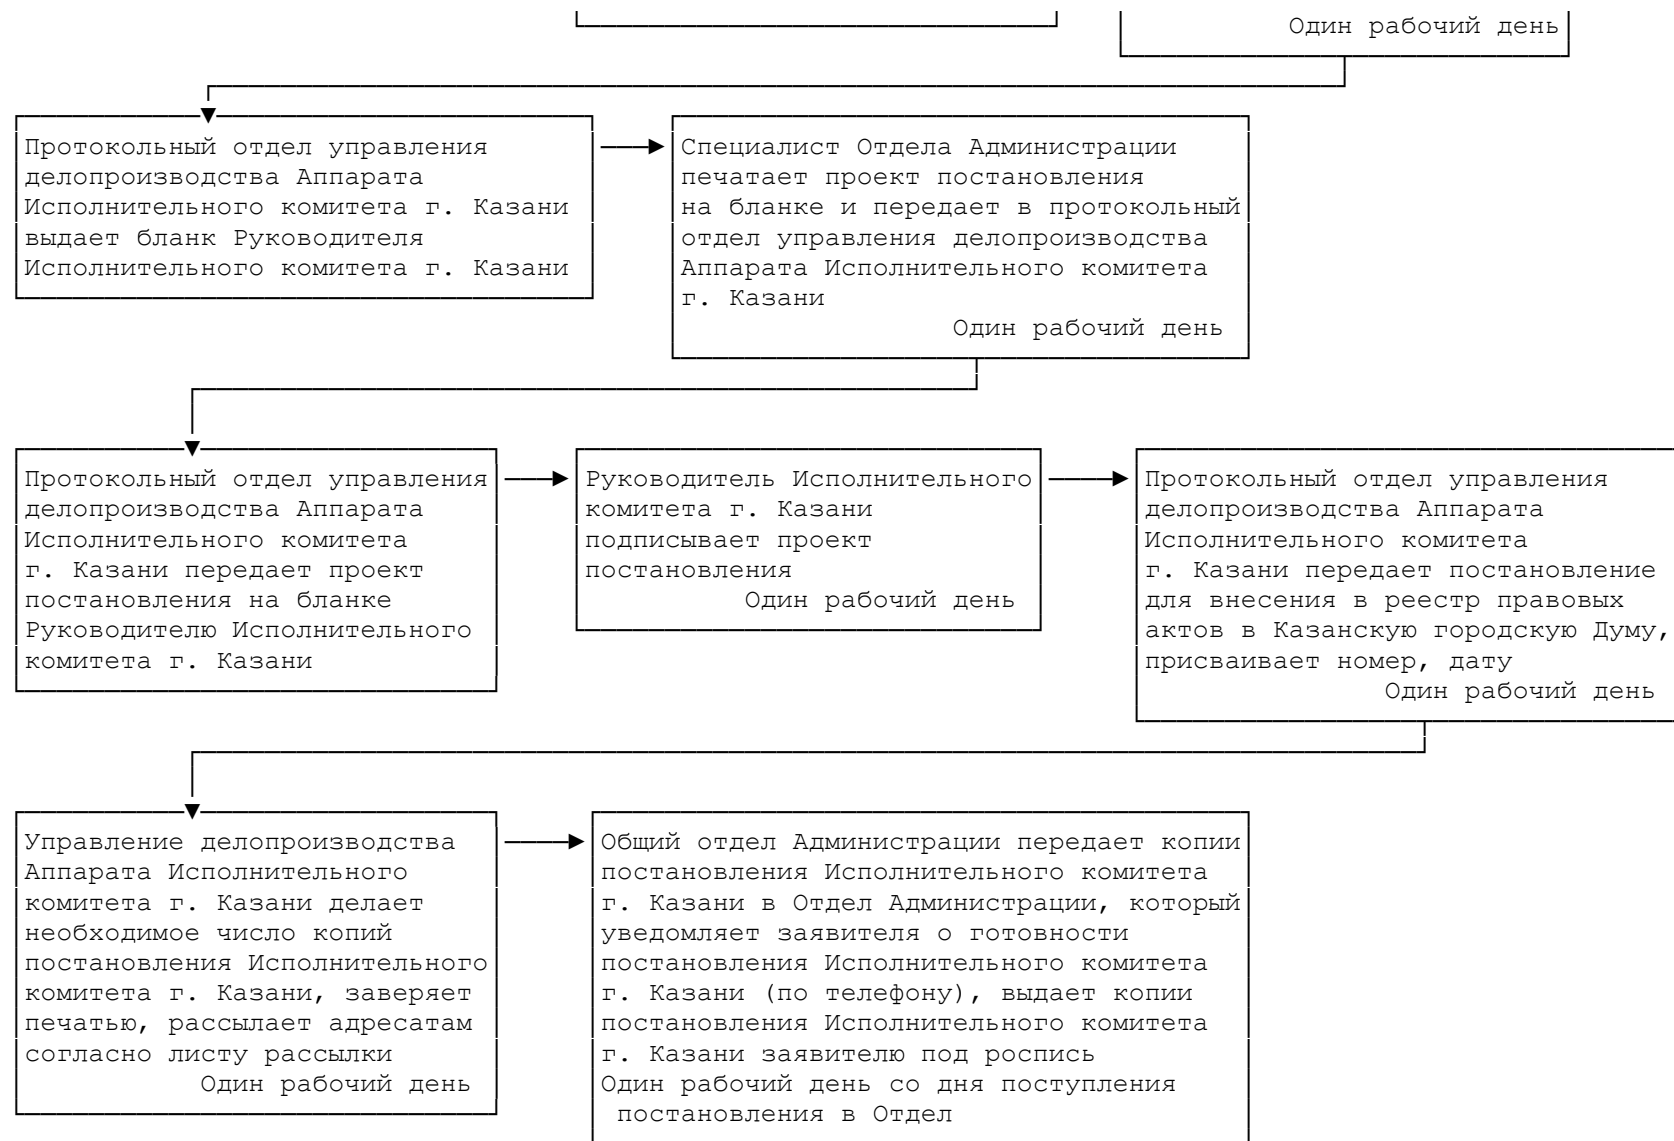 Один рабочий день
Протокольный отдел управления
делопроизводства Аппарата
Исполнительного комитета г. Казани
выдает бланк Руководителя
Исполнительного комитета г. Казани
Специалист Отдела Администрации
печатает проект постановления
на бланке и передает в протокольный
отдел управления делопроизводства
Аппарата Исполнительного комитета
г. Казани
Один рабочий день
Протокольный отдел управления
делопроизводства Аппарата
Исполнительного комитета
г. Казани передает проект
постановления на бланке
Руководителю Исполнительного
комитета г. Казани
Руководитель Исполнительного
комитета г. Казани
подписывает проект
постановления
Один рабочий день
Протокольный отдел управления
делопроизводства Аппарата
Исполнительного комитета
г. Казани передает постановление
для внесения в реестр правовых
актов в Казанскую городскую Думу,
присваивает номер, дату
Один рабочий день
Управление делопроизводства
Аппарата Исполнительного
комитета г. Казани делает
необходимое число копий
постановления Исполнительного
комитета г. Казани, заверяет
печатью, рассылает адресатам
согласно листу рассылки
Один рабочий день
Общий отдел Администрации передает копии
постановления Исполнительного комитета
г. Казани в Отдел Администрации, который
уведомляет заявителя о готовности
постановления Исполнительного комитета
г. Казани (по телефону), выдает копии
постановления Исполнительного комитета
г. Казани заявителю под роспись
Один рабочий день со дня поступления
постановления в Отдел